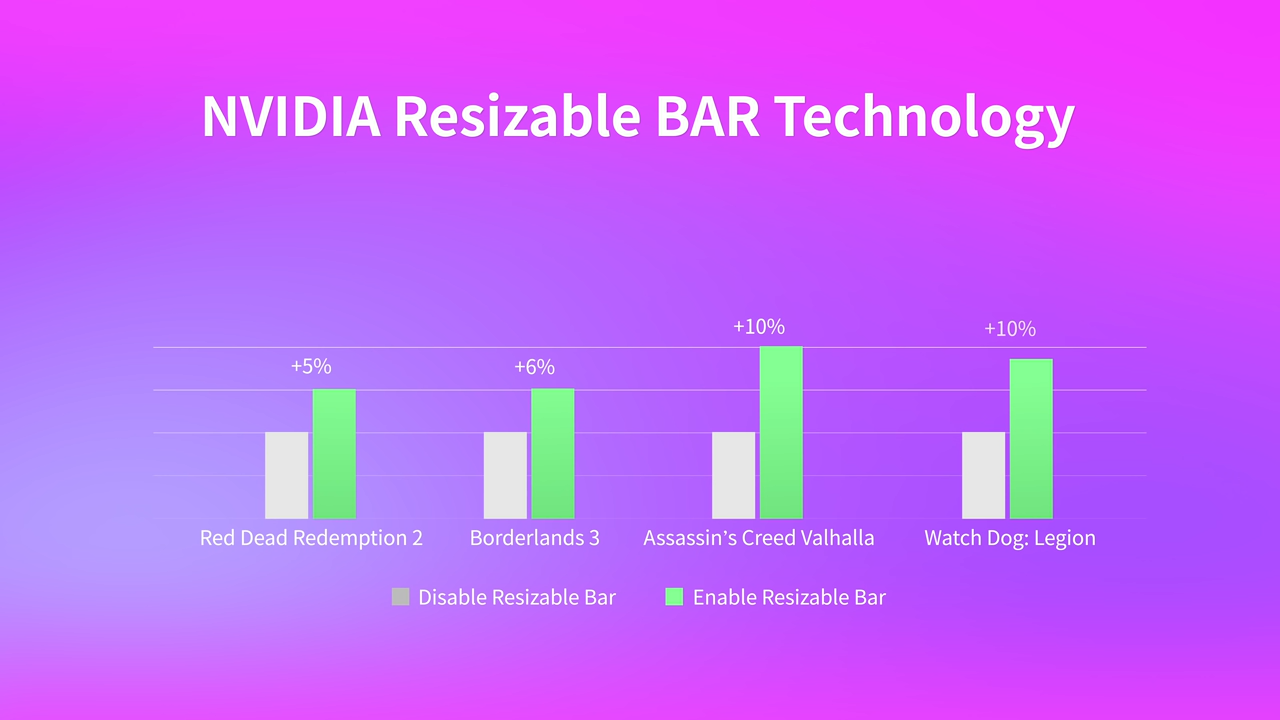 NVIDIA Resizable BAR Technology
+10%
+10%
+5%
+6%
Red Dead Redemption 2
Borderlands 3
Assassin’s Creed Valhalla
Watch Dog: Legion
Disable Resizable Bar
Enable Resizable Bar